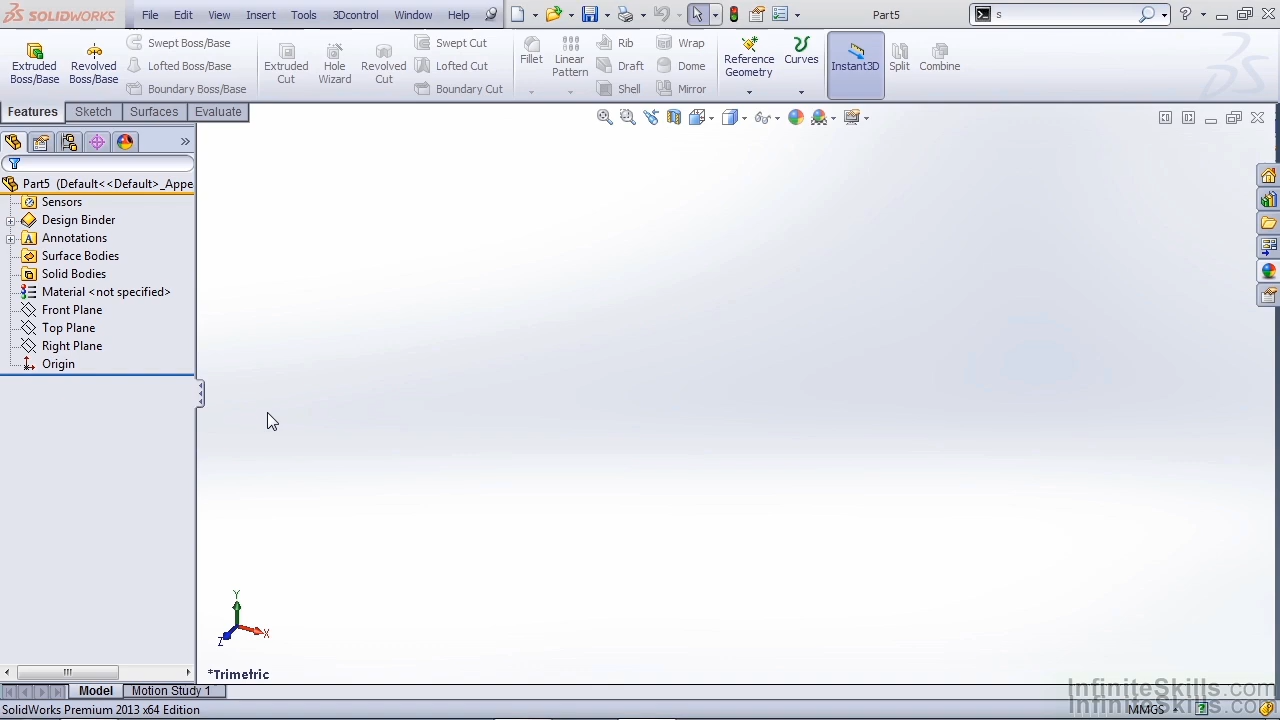 SOLIDWORKS File Edit View Insert Tools 3Dcontrol Window Help Part5 s
Extruded Boss/Base
Revolved Boss/Base
Swept Boss/Base
Lofted Boss/Base
Boundary Boss/Base
Extruded Cut
Hole Wizard
Revolved Cut
Swept Cut
Lofted Cut
Boundary Cut
Fillet
Linear Pattern
Rib
Draft
Shell
Wrap
Dome
Mirror
Reference Geometry
Curves
Instant3D
Split
Combine
Features Sketch Surfaces Evaluate
Part5 (Default<<Default>_Appe
Sensors
Design Binder
Annotations
Surface Bodies
Solid Bodies
Material <not specified>
Front Plane
Top Plane
Right Plane
Origin
Y
X
Z
*Trimetric
Model Motion Study 1
InfiniteSkills.com
InfiniteSkills.com
SolidWorks Premium 2013 x64 Edition MMGS